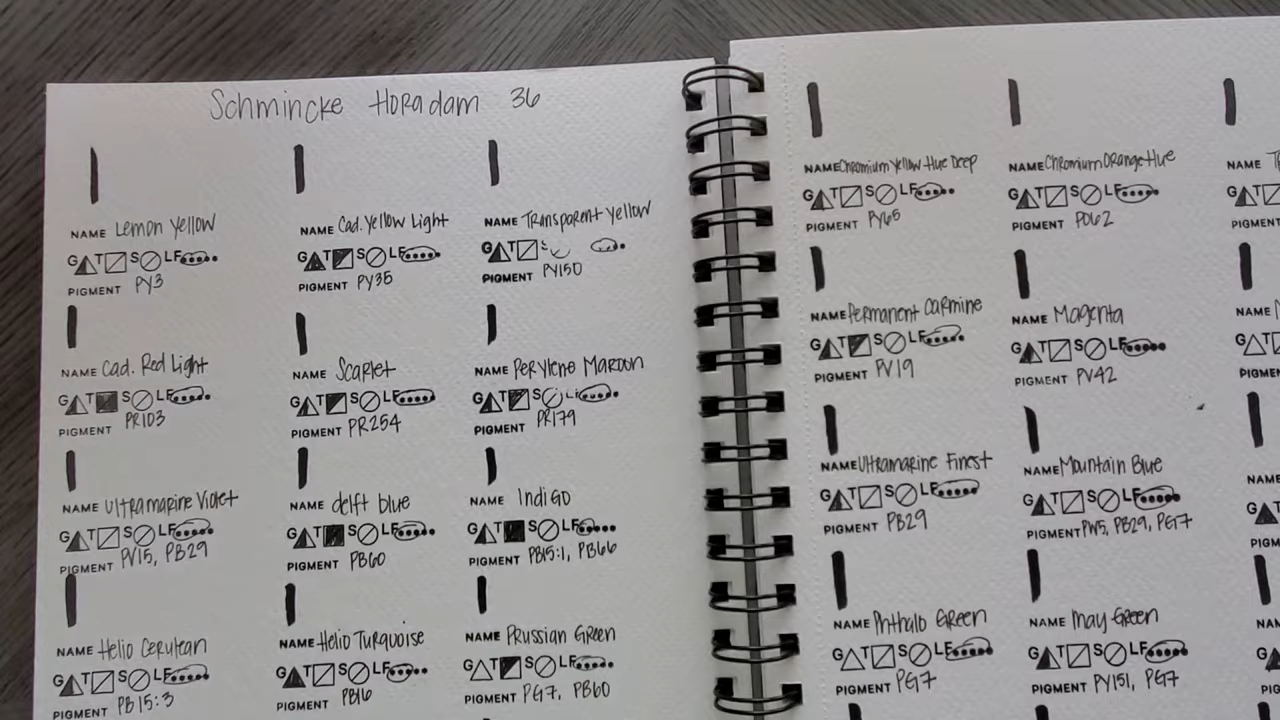 Schmincke Horadam 36
NAME Lemon Yellow
G T S LF
PIGMENT PY3
NAME Cad. Yellow Light
G T S LF
PIGMENT PY35
NAME Transparent Yellow
G T S
PIGMENT PY150
NAME Cad. Red Light
G T S LF
PIGMENT PR103
NAME Scarlet
G T S LF
PIGMENT PR254
NAME Perylene Maroon
G T S L
PIGMENT PR179
NAME Ultramarine Violet
G T S LF
PIGMENT PV15, PB29
NAME delft blue
G T S LF
PIGMENT PB60
NAME Indigo
G T S LF
PIGMENT PB15:1, PB66
NAME Helio Cerulean
G T S LF
PIGMENT PB15:3
NAME Helio Turquoise
G T S LF
PIGMENT PB16
NAME Prussian Green
G T S LF
PIGMENT PG7, PB60
NAME Chromium Yellow Hue Deep
G T S LF
PIGMENT PY65
NAME Chromium Orange Hue
G T S LF
PIGMENT PO62
NAME
G T
PIGMENT
NAME Permanent Carmine
G T S LF
PIGMENT PV19
NAME Magenta
G T S LF
PIGMENT PV42
NAME
G T
NAME Ultramarine Finest
G T S LF
PIGMENT PB29
NAME Mountain Blue
G T S LF
PIGMENT PW5, PB29, PG7
NAME
G
NAME Phthalo Green
G T S LF
PIGMENT PG7
NAME May Green
G T S LF
PIGMENT PY151, PG7
G